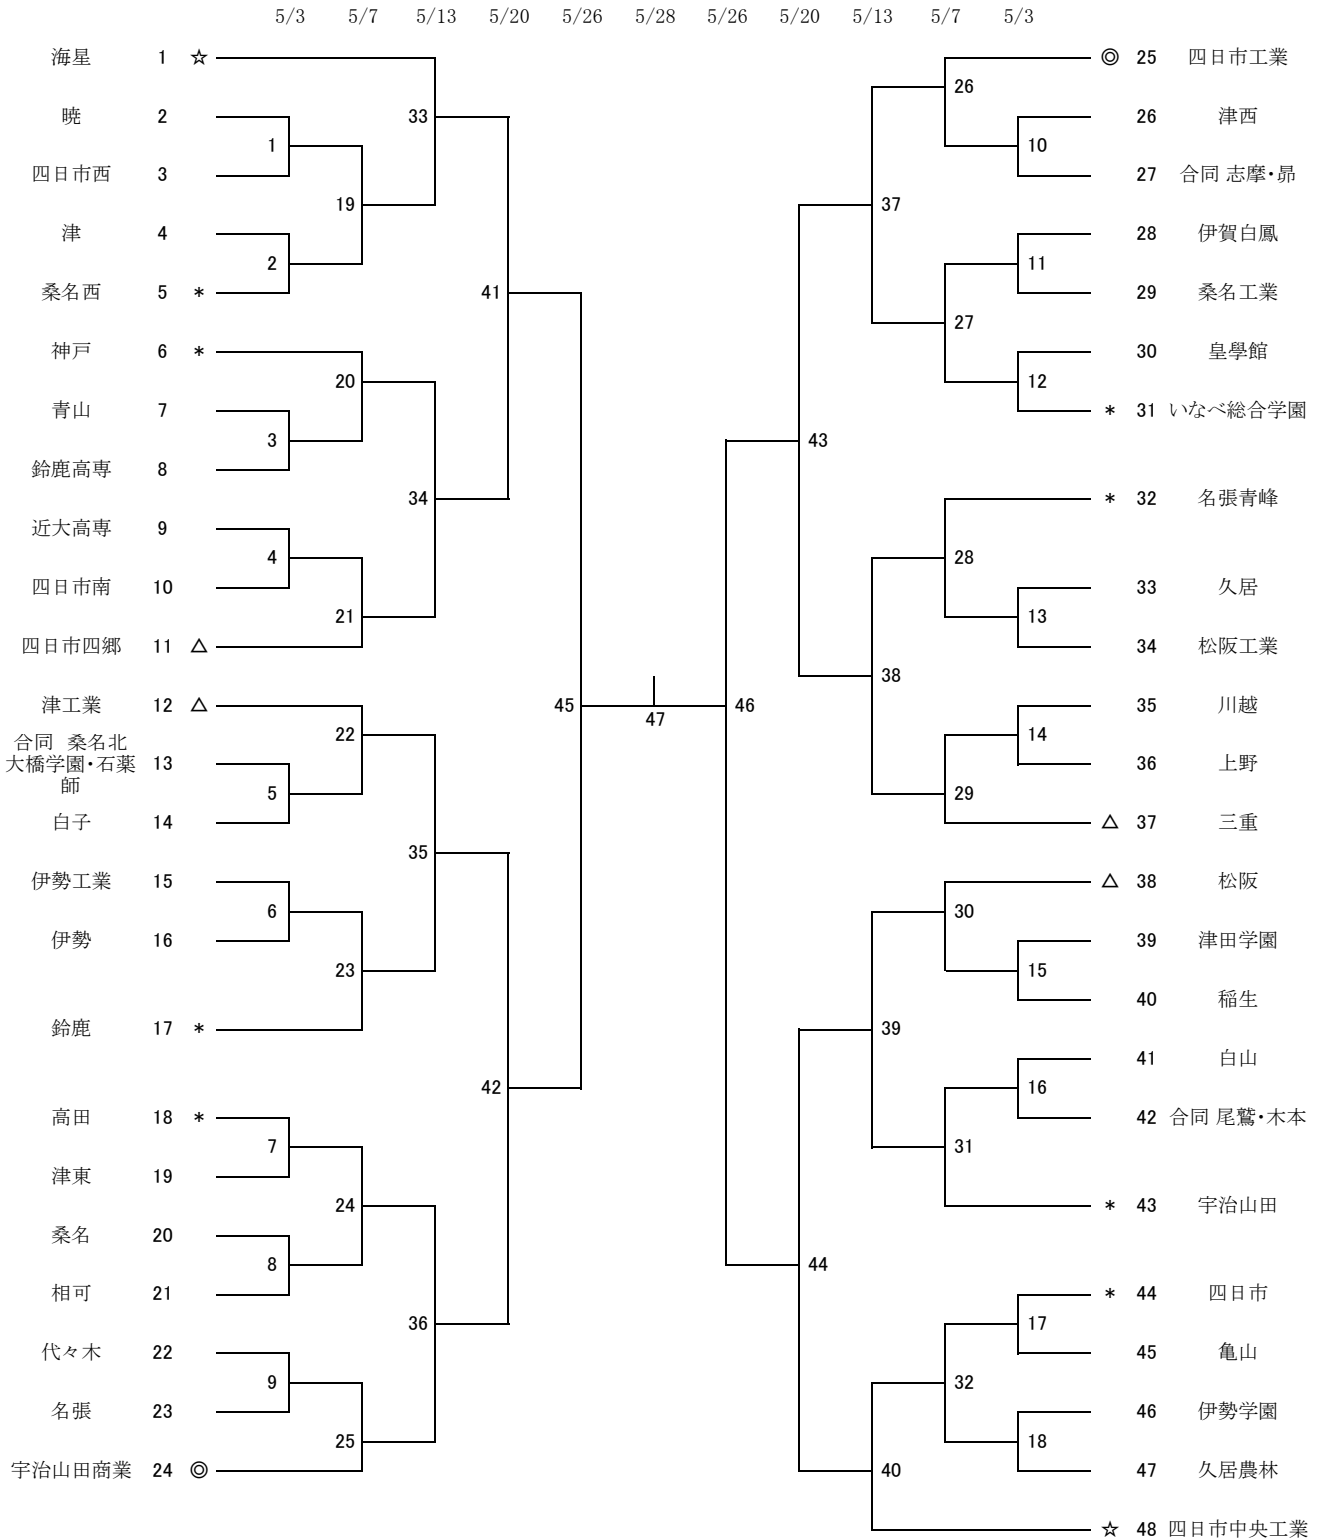 5/3 5/7 5/13 5/20 5/26 5/28 5/26 5/20 5/13 5/7 5/3
海星 1 ☆
暁 2
四日市西 3
津 4
桑名西 5 *
神戸 6 *
青山 7
鈴鹿高専 8
近大高専 9
四日市南 10
四日市四郷 11 △
津工業 12 △
合同 桑名北
大橋学園・石薬 13
師
白子 14
伊勢工業 15
伊勢 16
鈴鹿 17 *
高田 18 *
津東 19
桑名 20
相可 21
代々木 22
名張 23
宇治山田商業 24 ◎
1
2
3
4
5
6
7
8
9
19
20
21
22
23
24
25
33
34
35
36
41
42
45
47
46
43
44
37
38
39
40
26
27
28
29
30
31
32
10
11
12
13
14
15
16
17
18
◎ 25 四日市工業
26 津西
27 合同 志摩・昴
28 伊賀白鳳
29 桑名工業
30 皇學館
* 31 いなべ総合学園
* 32 名張青峰
33 久居
34 松阪工業
35 川越
36 上野
△ 37 三重
△ 38 松阪
39 津田学園
40 稲生
41 白山
42 合同 尾鷲・木本
* 43 宇治山田
* 44 四日市
45 亀山
46 伊勢学園
47 久居農林
☆ 48 四日市中央工業